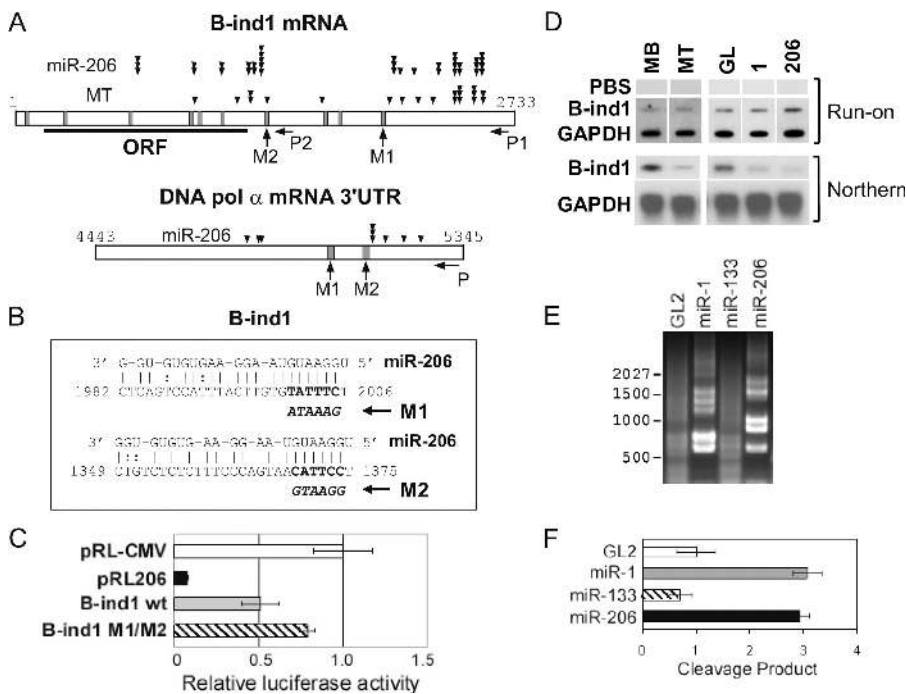 A
B-ind1 mRNA
miR-206
MT
1
2733
ORF
M2
P2
M1
P1
DNA pol α mRNA 3'UTR
4443
miR-206
5345
M1
M2
P
B
B-ind1
3' G-GU-GUGUGAAGGA-AUGUAAGGU 5' miR-206
1982 CTCAGTCCATTTACTTGTGTATTTCT 2006
ATAAAG M1
3' GGU-GUGUG-AA-GG-AA-UGUAAGGU 5' miR-206
1349 CTGTCTCTCTTTCCCAGTAACATTCCT 1375
GTAAGG M2
C
pRL-CMV
pRL206
B-ind1 wt
B-ind1 M1/M2
0 0.5 1.0 1.5
Relative luciferase activity
D
MB MT GL 1 206
PBS
B-ind1
GAPDH
Run-on
B-ind1
GAPDH
Northern
E
GL2 miR-1 miR-133 miR-206
2027
1500
1000
500
F
GL2
miR-1
miR-133
miR-206
0 1 2 3 4
Cleavage Product